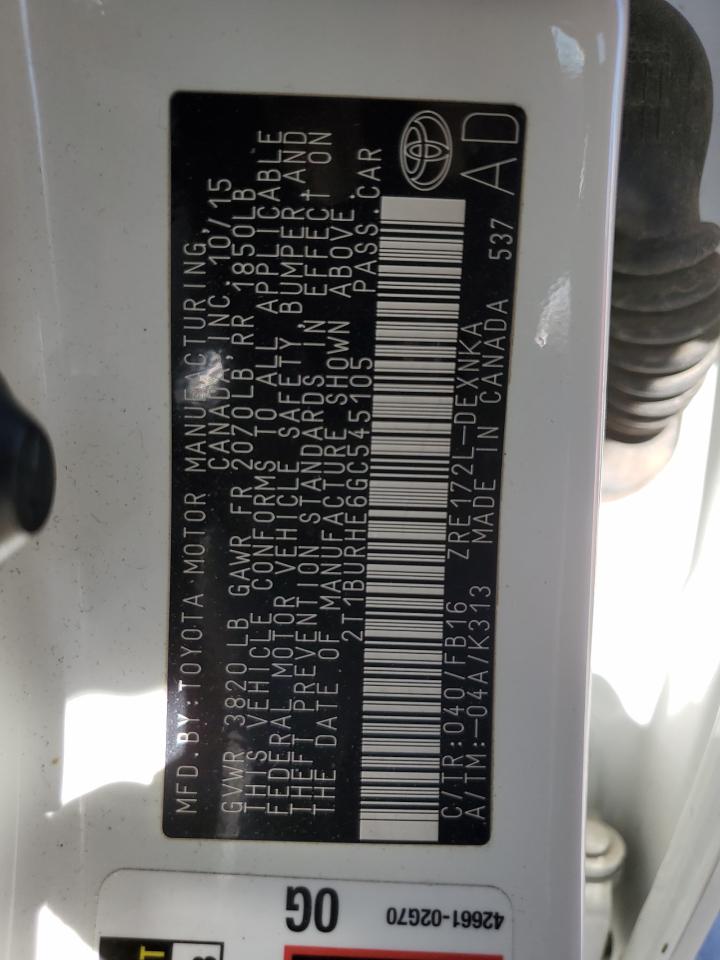 MFD.BY:TOYOTA MOTOR MANUFACTURING,
CANADA, INC. 10/15
GVWR 3820 LB GAWR FR 2070LB, RR 1850LB
THIS VEHICLE CONFORMS TO ALL APPLICABLE
FEDERAL MOTOR VEHICLE SAFETY, BUMPER, AND
THEFT PREVENTION STANDARDS IN EFFECT ON
THE DATE OF MANUFACTURE SHOWN ABOVE.
2T1BURHE6GC545105 PASS.CAR
C/TR:040/FB16 ZRE172L-DEXNKA
A/TM:-04A/K313 MADE IN CANADA 537
AD
0G
42661-02G70